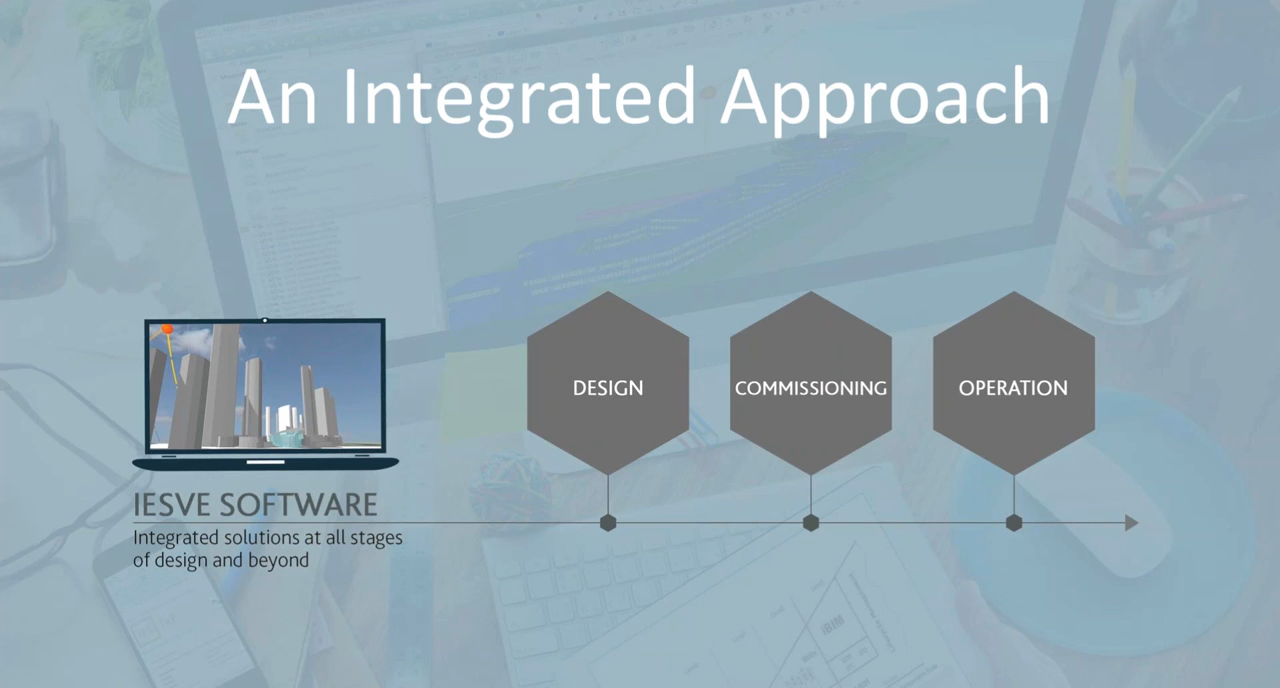 An Integrated Approach
DESIGN
COMMISSIONING
OPERATION
IESVE SOFTWARE
Integrated solutions at all stages
of design and beyond